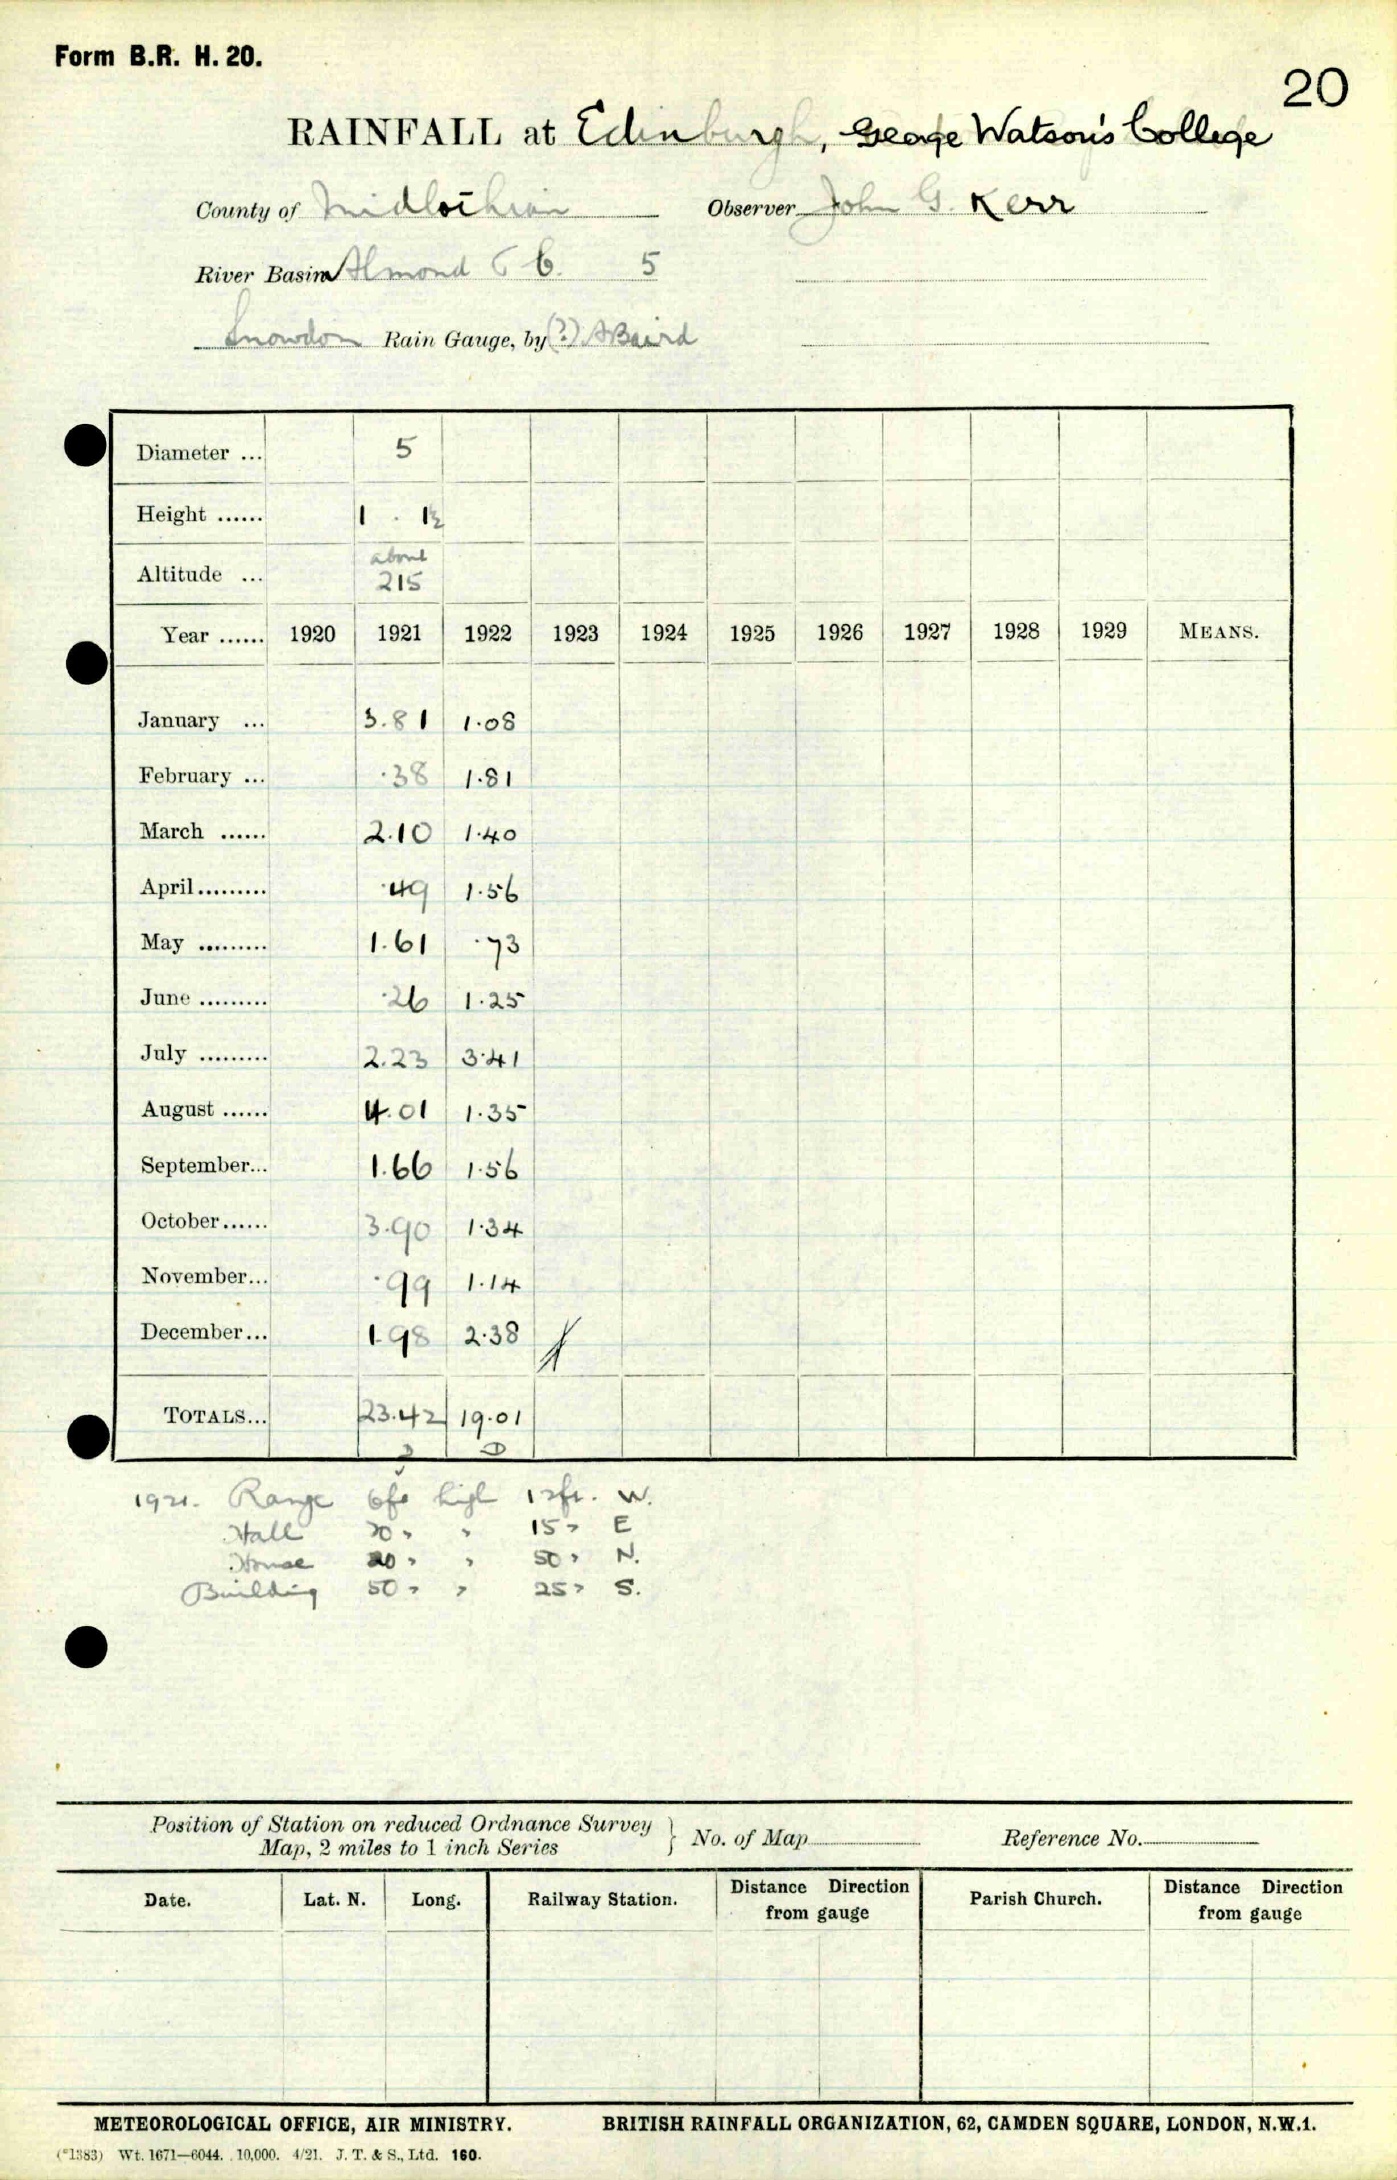 Form B.R. H. 20.
20
RAINFALL at Edinburgh, George Watson's College
County of Midlothian Observer John G. Kerr
River Basin Almond 5
Snowdon Rain Gauge, by (?) A Baird
Diameter ... 5
Height ...... 1 . 1½
Altitude ... about 215
Year ...... 1920 1921 1922 1923 1924 1925 1926 1927 1928 1929 MEANS.
January ... 3.81 1.08
February ... .38 1.81
March ...... 2.10 1.40
April......... .49 1.56
May ......... 1.61 .73
June ......... .26 1.25
July ......... 2.23 3.41
August ...... 4.01 1.35
September... 1.66 1.56
October...... 3.90 1.34
November... .99 1.14
December... 1.98 2.38
TOTALS... 23.42 19.01
1921. Range 6ft high 12ft. W.
Hall 20 " " 15 " E
House 20 " " 50 " N.
Building 50 " " 25 " S.
Position of Station on reduced Ordnance Survey
Map, 2 miles to 1 inch Series } No. of Map Reference No.
Date. Lat. N. Long. Railway Station. Distance Direction from gauge Parish Church. Distance Direction from gauge
METEOROLOGICAL OFFICE, AIR MINISTRY. BRITISH RAINFALL ORGANIZATION, 62, CAMDEN SQUARE, LONDON, N.W.1.
(*1383) Wt. 1671—6044. 10,000. 4/21. J. T. & S., Ltd. 160.